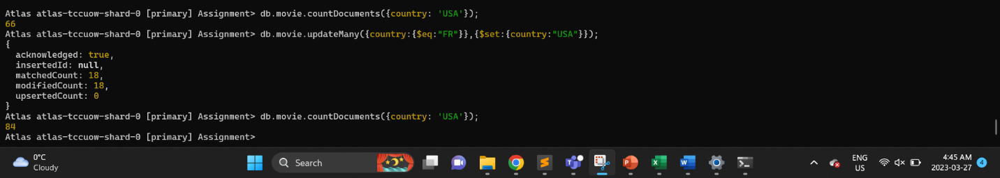 Atlas atlas-tccuow-shard-0 [primary] Assignment> db.movie.countDocuments({country: 'USA'});
66
Atlas atlas-tccuow-shard-0 [primary] Assignment> db.movie.updateMany({country:{$eq:"FR"}},{$set:{country:"USA"}});
{
  acknowledged: true,
  insertedId: null,
  matchedCount: 18,
  modifiedCount: 18,
  upsertedCount: 0
}
Atlas atlas-tccuow-shard-0 [primary] Assignment> db.movie.countDocuments({country: 'USA'});
84
Atlas atlas-tccuow-shard-0 [primary] Assignment>
0°C
Cloudy
Search
ENG
US
4:45 AM
2023-03-27
4